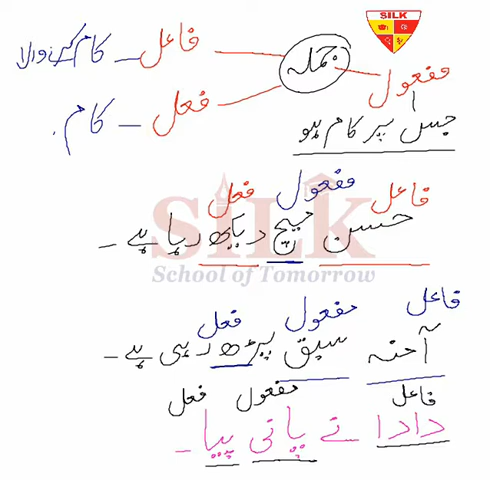 SILK
جملہ
فاعل – کام کرنے والا
مفعول
فعل – کام .
جس پر کام ہو
فاعل مفعول فعل
حسن میچ دیکھ رہا ہے ۔
SILK
School of Tomorrow
فاعل مفعول فعل
آمنہ سبق پڑھ رہی ہے ۔
فاعل مفعول فعل
دادا نے پانی پیا ۔